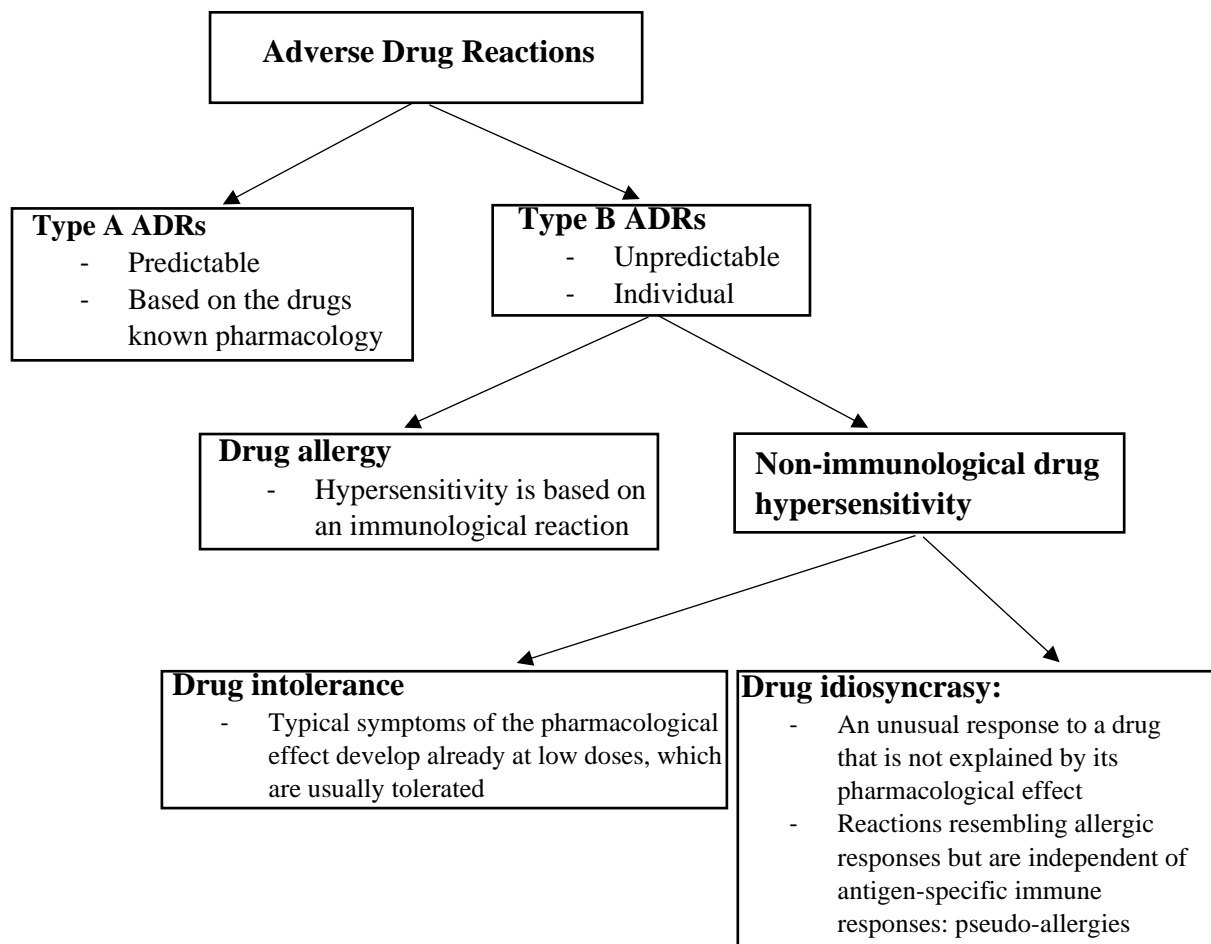 Adverse Drug Reactions
Type A ADRs
- Predictable
- Based on the drugs
known pharmacology
Type B ADRs
- Unpredictable
- Individual
Drug allergy
- Hypersensitivity is based on
an immunological reaction
Non-immunological drug
hypersensitivity
Drug intolerance
- Typical symptoms of the pharmacological
effect develop already at low doses, which
are usually tolerated
Drug idiosyncrasy:
- An unusual response to a drug
that is not explained by its
pharmacological effect
- Reactions resembling allergic
responses but are independent of
antigen-specific immune
responses: pseudo-allergies